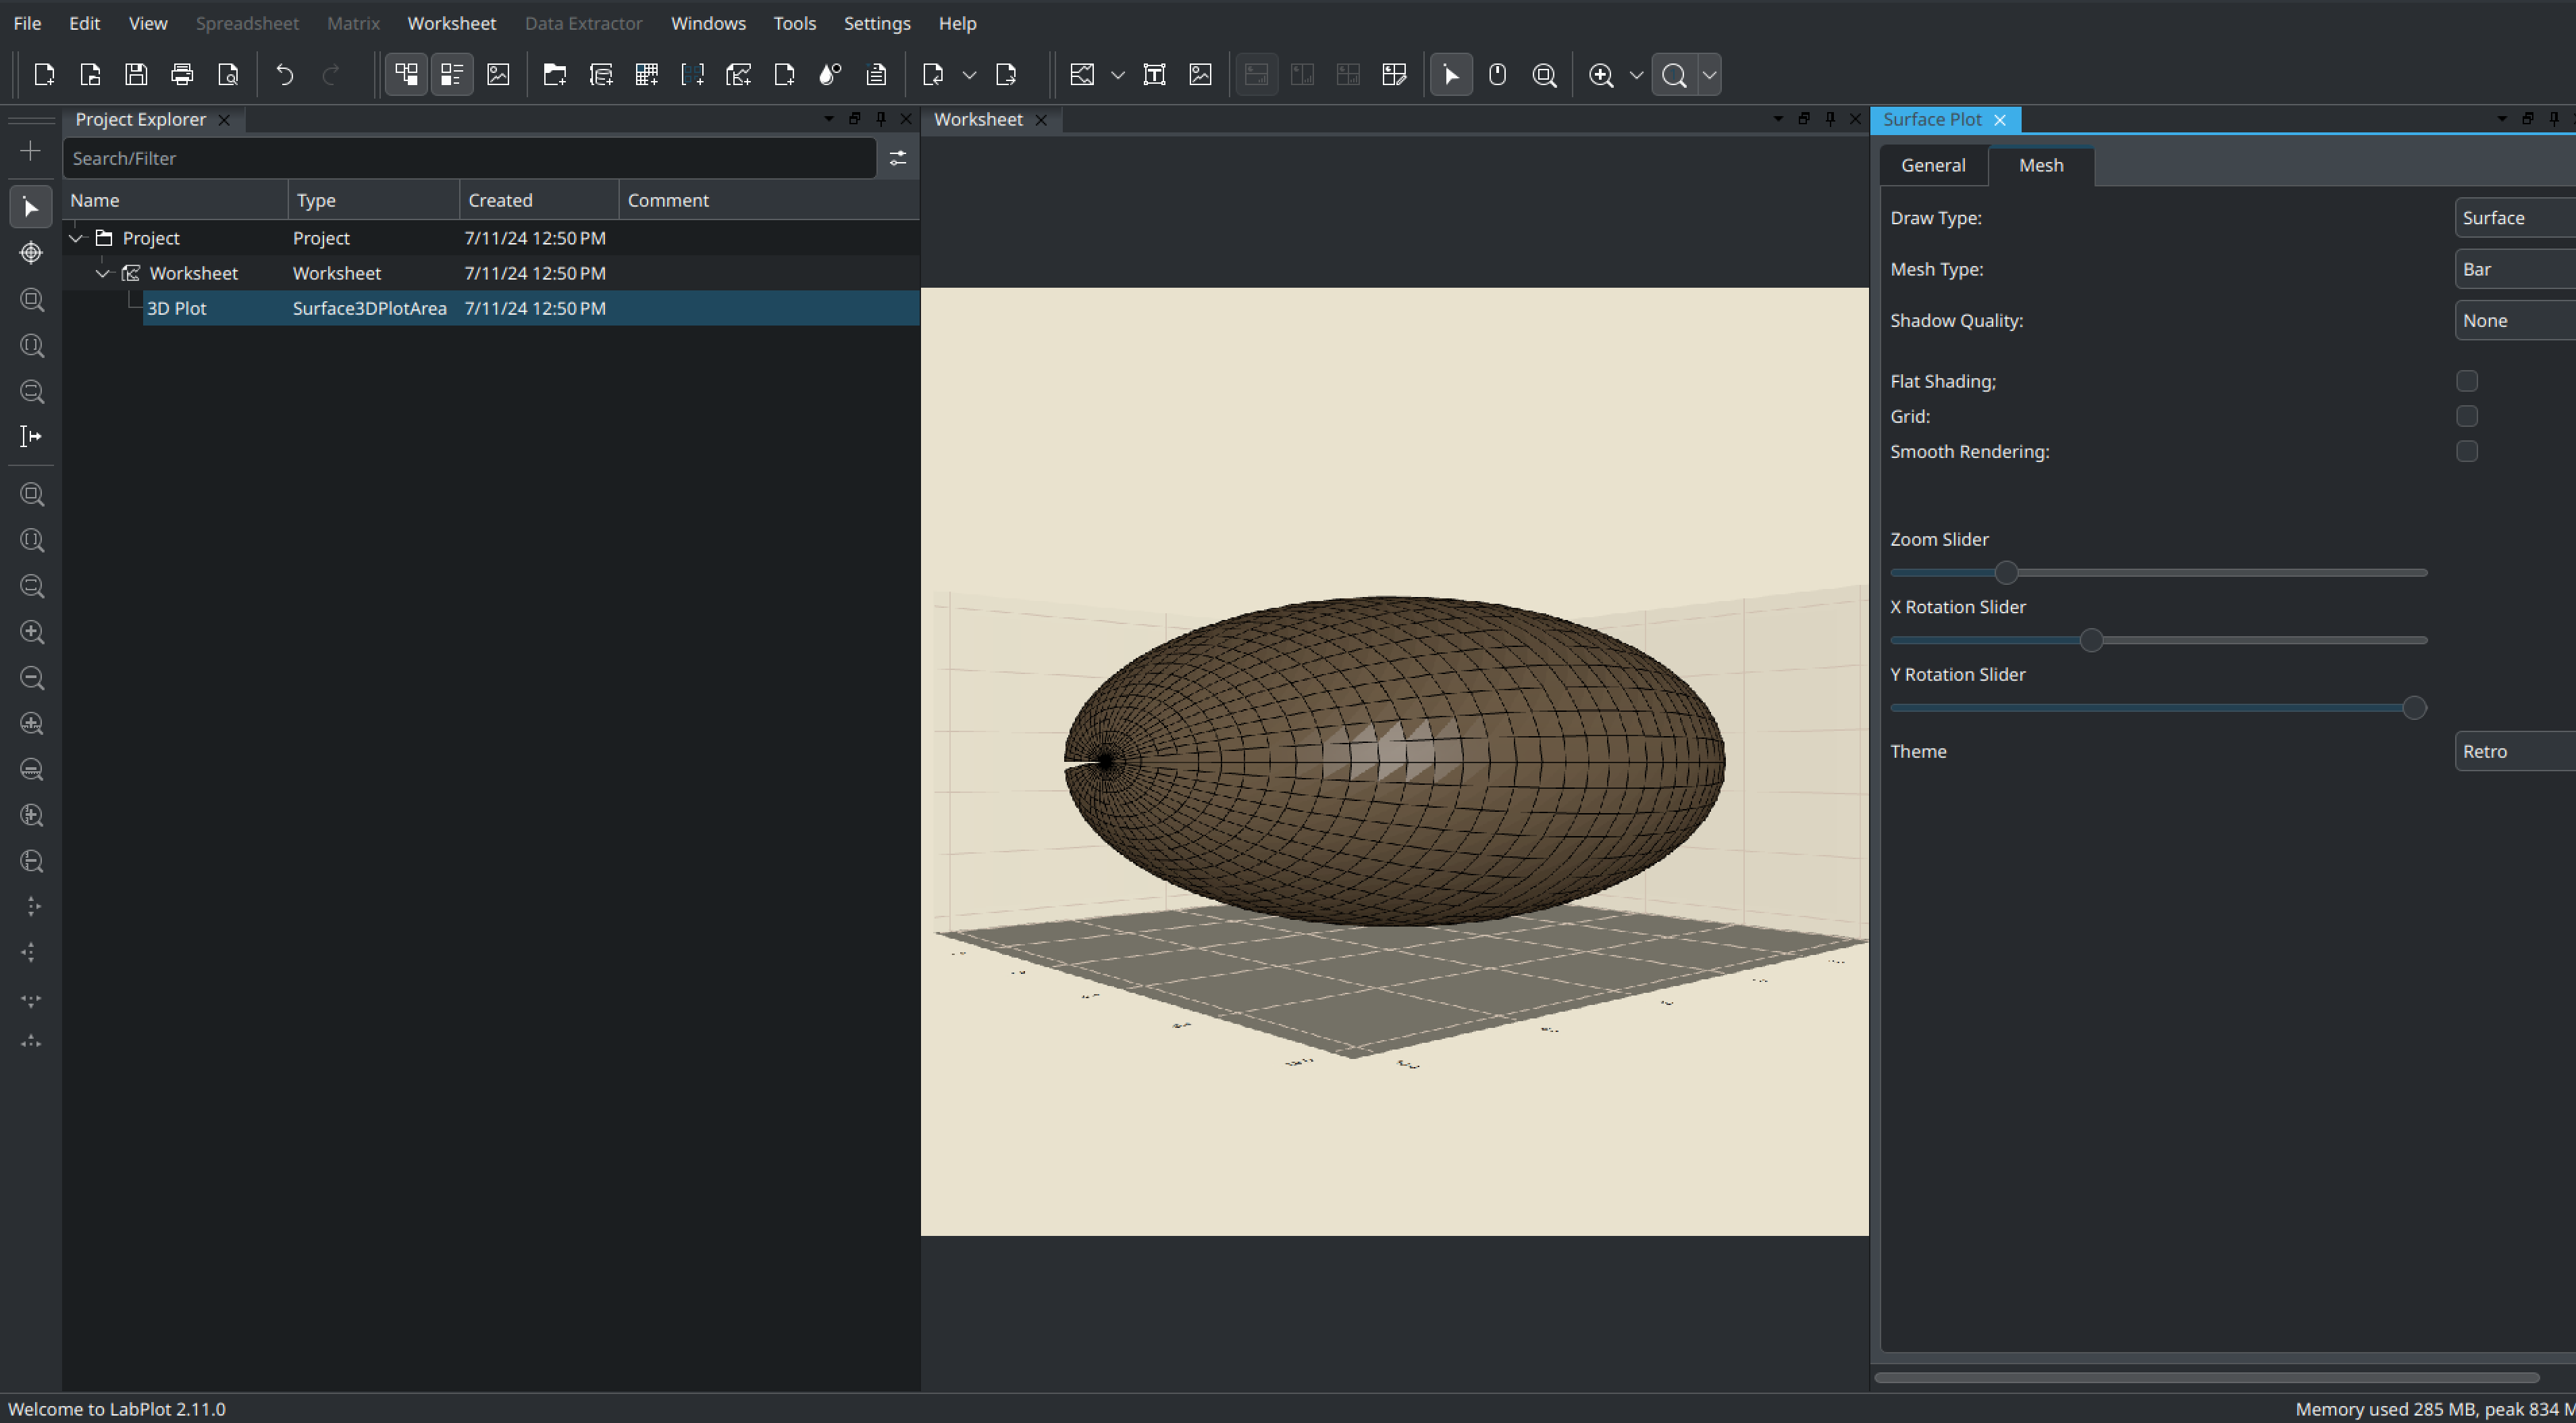 File Edit View Spreadsheet Matrix Worksheet Data Extractor Windows Tools Settings Help
Project Explorer
Search/Filter
Name Type Created Comment
Project Project 7/11/24 12:50 PM
Worksheet Worksheet 7/11/24 12:50 PM
3D Plot Surface3DPlotArea 7/11/24 12:50 PM
Worksheet
Surface Plot
General Mesh
Draw Type: Surface
Mesh Type: Bar
Shadow Quality: None
Flat Shading;
Grid:
Smooth Rendering:
Zoom Slider
X Rotation Slider
Y Rotation Slider
Theme Retro
Welcome to LabPlot 2.11.0
Memory used 285 MB, peak 834 M